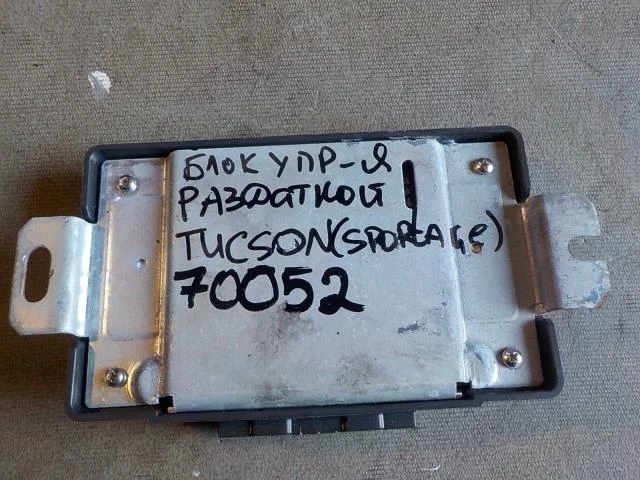 БЛОК УПР-Я
РАЗДАТКОЙ
TUCSON(SPORTAGE)
70052